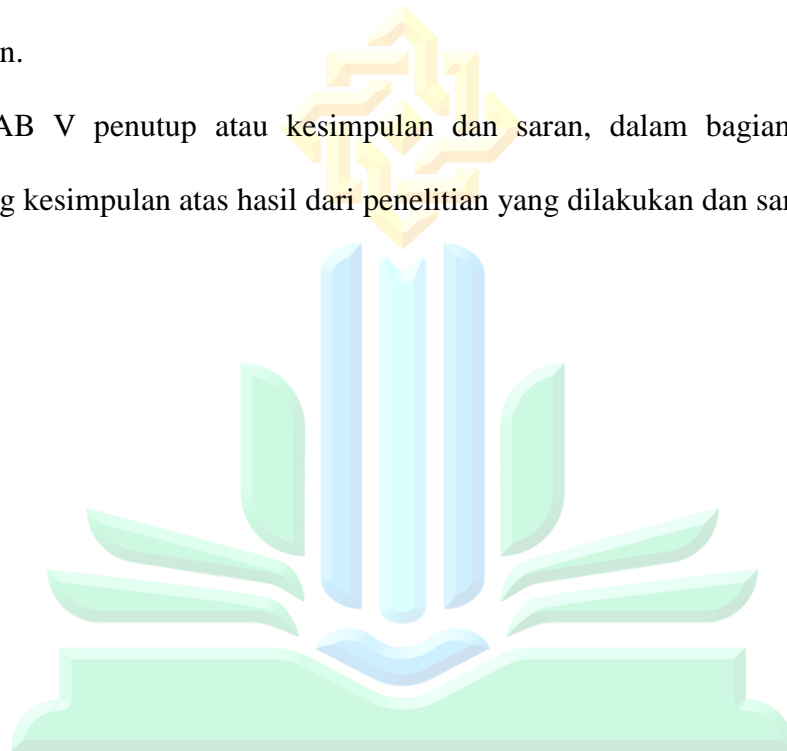 n.
AB V penutup atau kesimpulan dan saran, dalam bagian
g kesimpulan atas hasil dari penelitian yang dilakukan dan sar